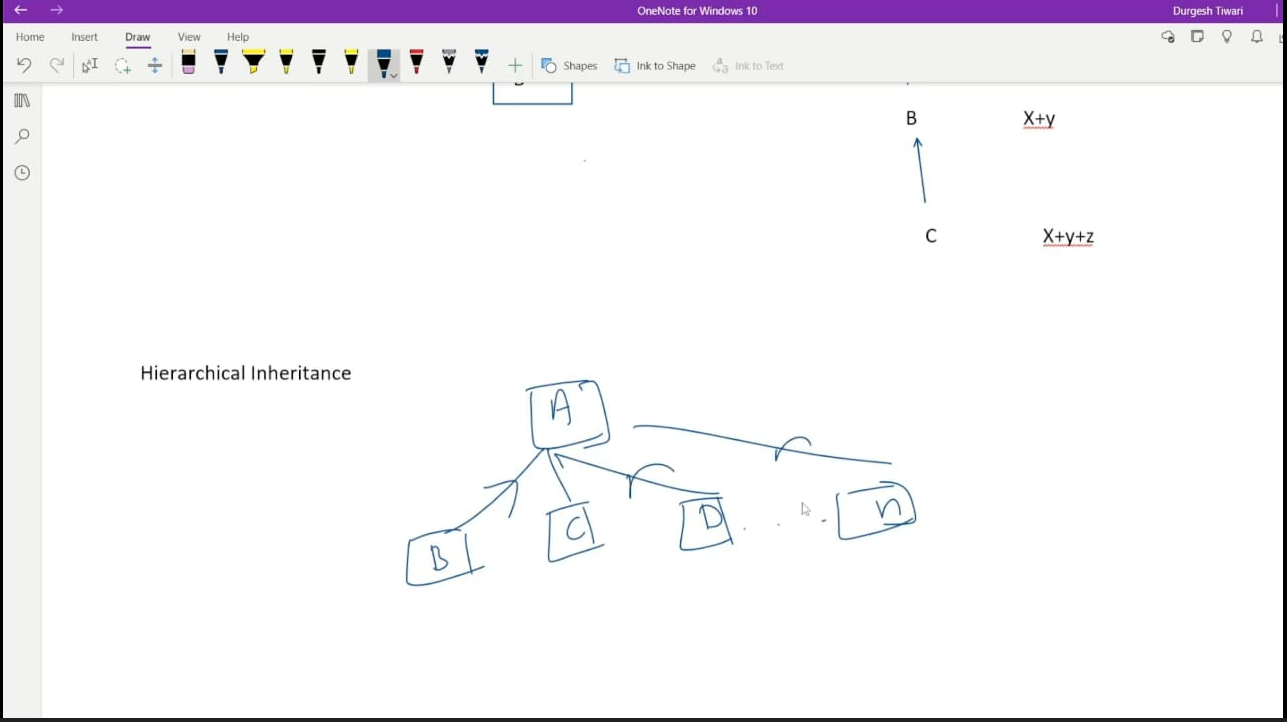 OneNote for Windows 10
Durgesh Tiwari
Home Insert Draw View Help
Shapes Ink to Shape Ink to Text
B X+y
C X+y+z
Hierarchical Inheritance
A
B C D . . . n